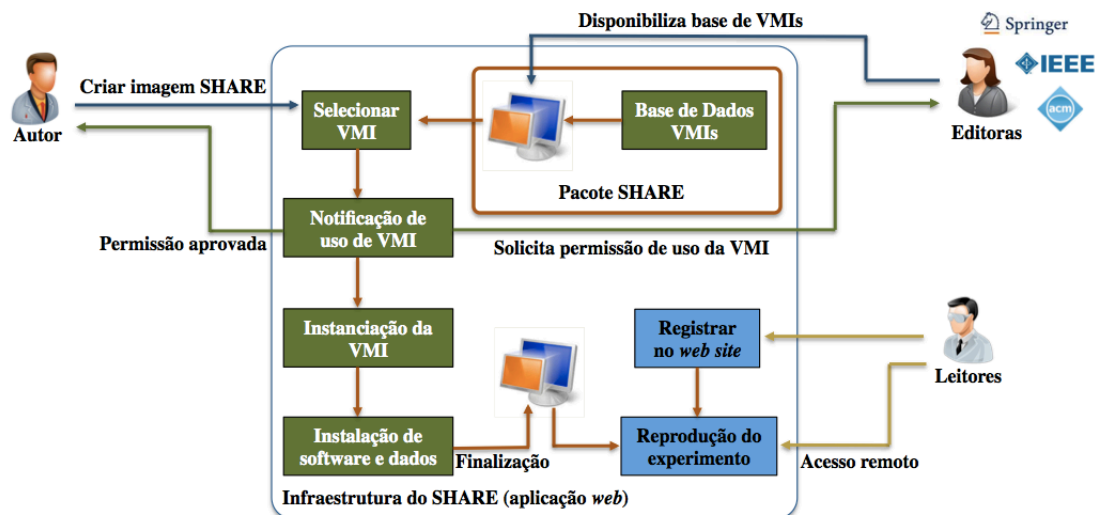 Disponibiliza base de VMIs
Springer
IEEE
acm
Editoras
Criar imagem SHARE
Autor
Selecionar
VMI
Base de Dados
VMIs
Pacote SHARE
Notificação de
uso de VMI
Permissão aprovada
Solicita permissão de uso da VMI
Instanciação da
VMI
Registrar
no web site
Leitores
Instalação de
software e dados
Finalização
Reprodução do
experimento
Acesso remoto
Infraestrutura do SHARE (aplicação web)